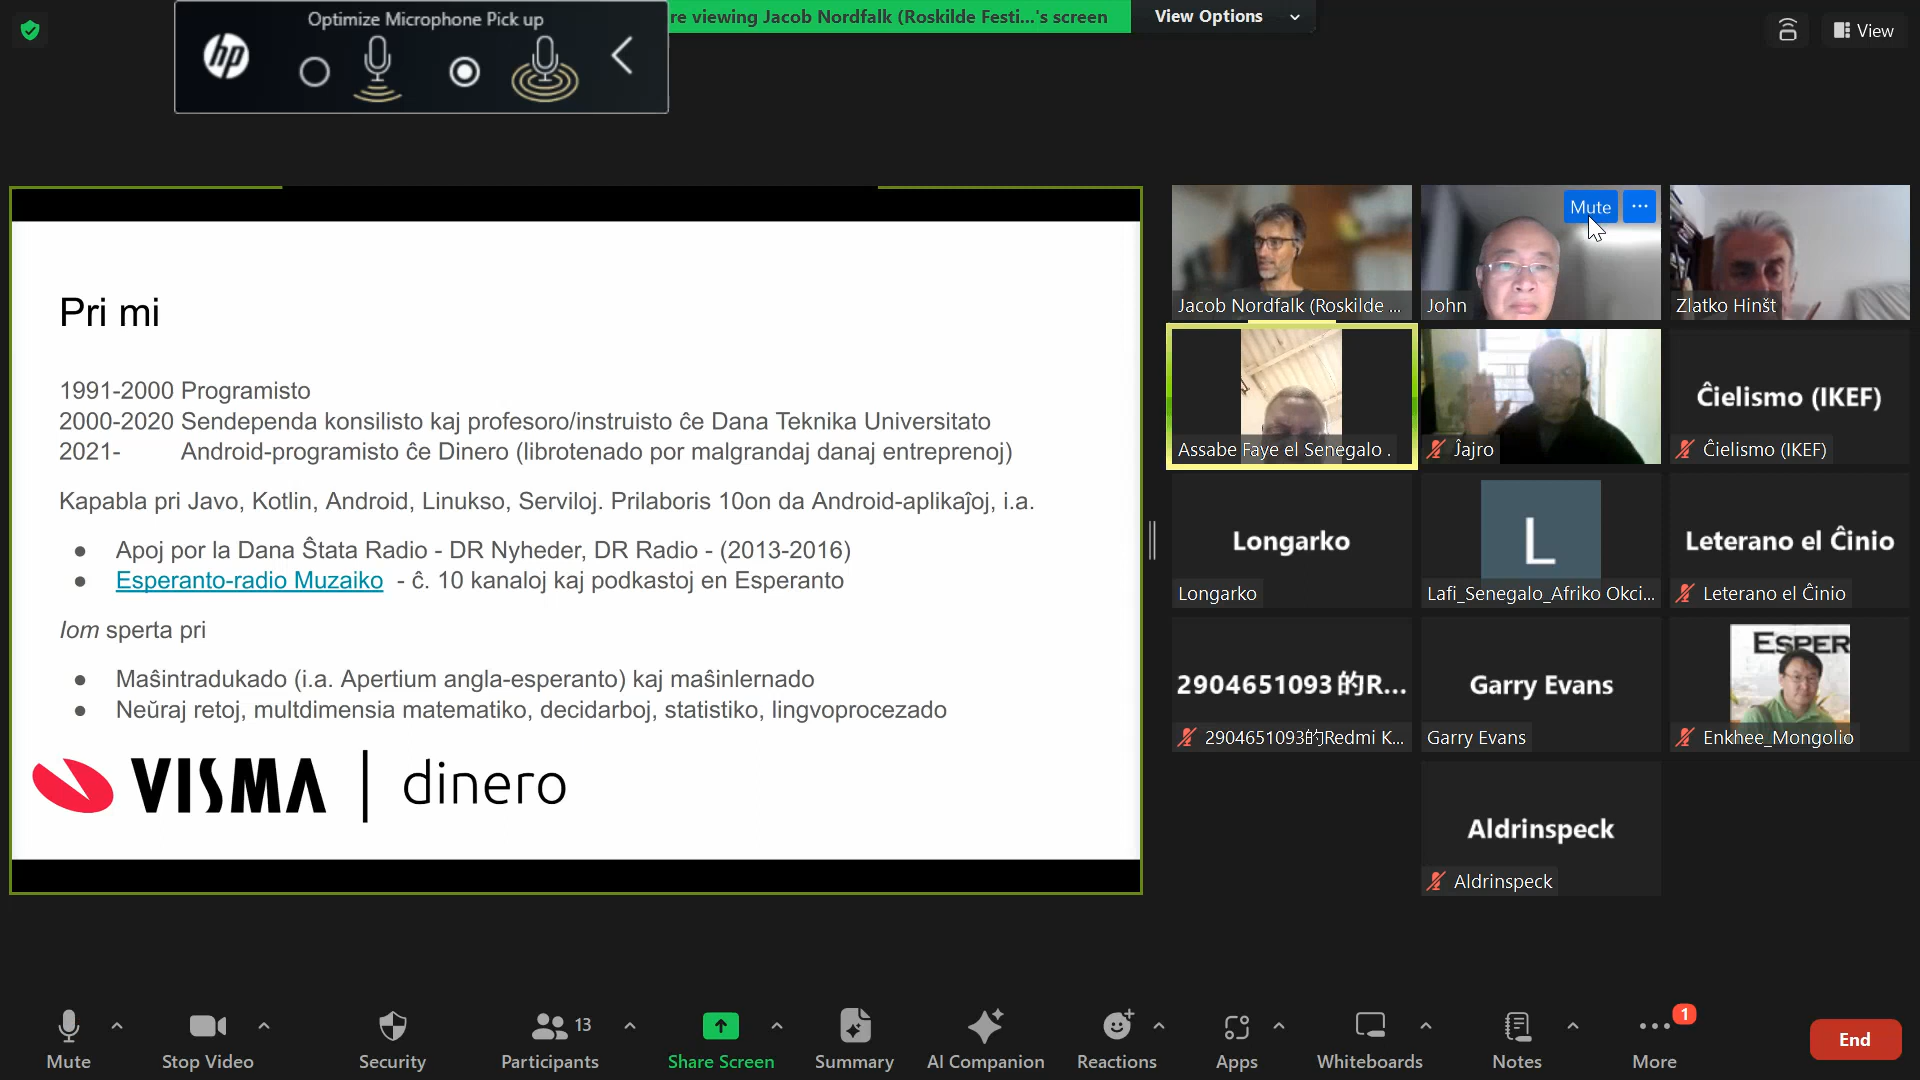 Optimize Microphone Pick up
hp
re viewing Jacob Nordfalk (Roskilde Festi...'s screen
View Options
View
Pri mi
1991-2000 Programisto
2000-2020 Sendependa konsilisto kaj profesoro/instruisto ĉe Dana Teknika Universitato
2021- Android-programisto ĉe Dinero (librotenado por malgrandaj danaj entreprenoj)
Kapabla pri Javo, Kotlin, Android, Linukso, Serviloj. Prilaboris 10on da Android-aplikaĵoj, i.a.
● Apoj por la Dana Ŝtata Radio - DR Nyheder, DR Radio - (2013-2016)
● Esperanto-radio Muzaiko - ĉ. 10 kanaloj kaj podkastoj en Esperanto
Iom sperta pri
● Maŝintradukado (i.a. Apertium angla-esperanto) kaj maŝinlernado
● Neŭraj retoj, multdimensia matematiko, decidarboj, statistiko, lingvoprocezado
VISMA | dinero
Mute ...
Jacob Nordfalk (Roskilde ...
John
Zlatko Hinšt
Assabe Faye el Senegalo .
Ĵajro
Ĉielismo (IKEF)
Ĉielismo (IKEF)
Longarko
Longarko
L
Lafi_Senegalo_Afriko Okci...
Leterano el Ĉinio
Leterano el Ĉinio
2904651093的R...
2904651093的Redmi K...
Garry Evans
Garry Evans
ESPER
Enkhee_Mongolio
Aldrinspeck
Aldrinspeck
Mute
Stop Video
Security
13
Participants
Share Screen
Summary
AI Companion
Reactions
Apps
Whiteboards
Notes
1
More
End